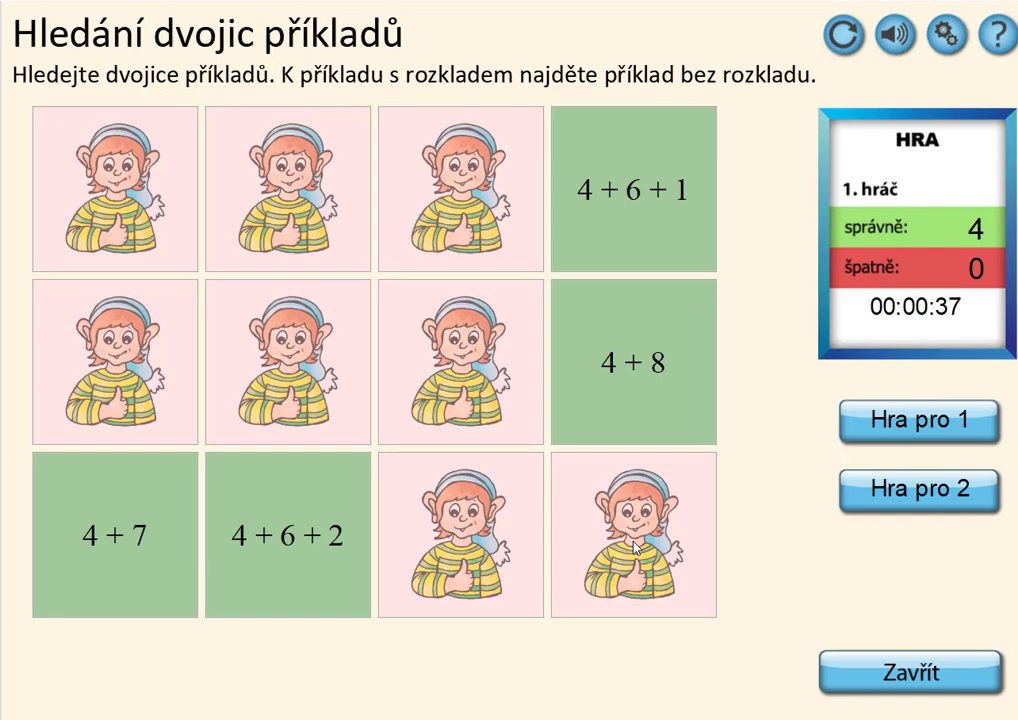 Hledání dvojic příkladů
Hledejte dvojice příkladů. K příkladu s rozkladem najděte příklad bez rozkladu.
4 + 6 + 1
4 + 8
4 + 7
4 + 6 + 2
?
HRA
1. hráč
správně: 4
špatně: 0
00:00:37
Hra pro 1
Hra pro 2
Zavřít